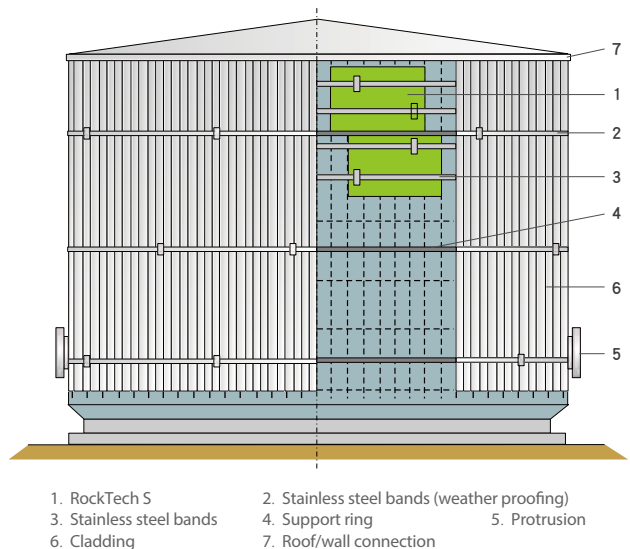 7
1
2
3
4
6
5
1. RockTech S 2. Stainless steel bands (weather proofing)
3. Stainless steel bands 4. Support ring 5. Protrusion
6. Cladding 7. Roof/wall connection